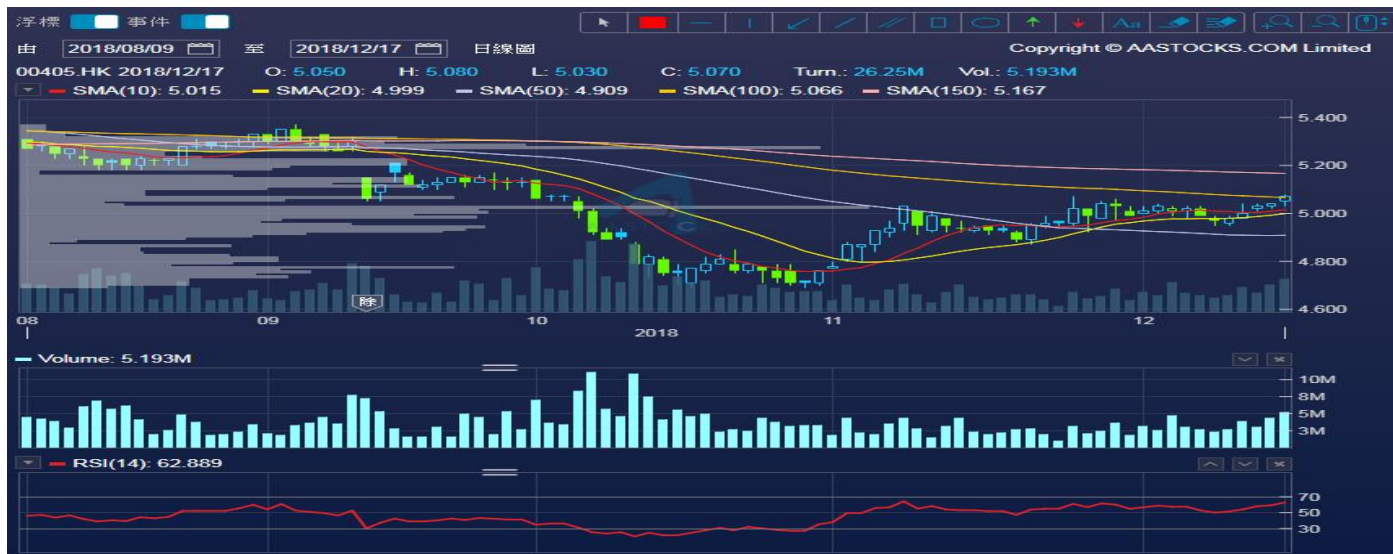 浮標 事件 Aa
由 2018/08/09 至 2018/12/17 日線圖 Copyright © AASTOCKS.COM Limited
00405.HK 2018/12/17 O: 5.050 H: 5.080 L: 5.030 C: 5.070 Turn.: 26.25M Vol.: 5.193M
SMA(10): 5.015 SMA(20): 4.999 SMA(50): 4.909 SMA(100): 5.066 SMA(150): 5.167
5.400
5.200
5.000
4.800
除
4.600
08 09 10 11 12
2018
Volume: 5.193M
10M
8M
5M
3M
RSI(14): 62.889
70
50
30